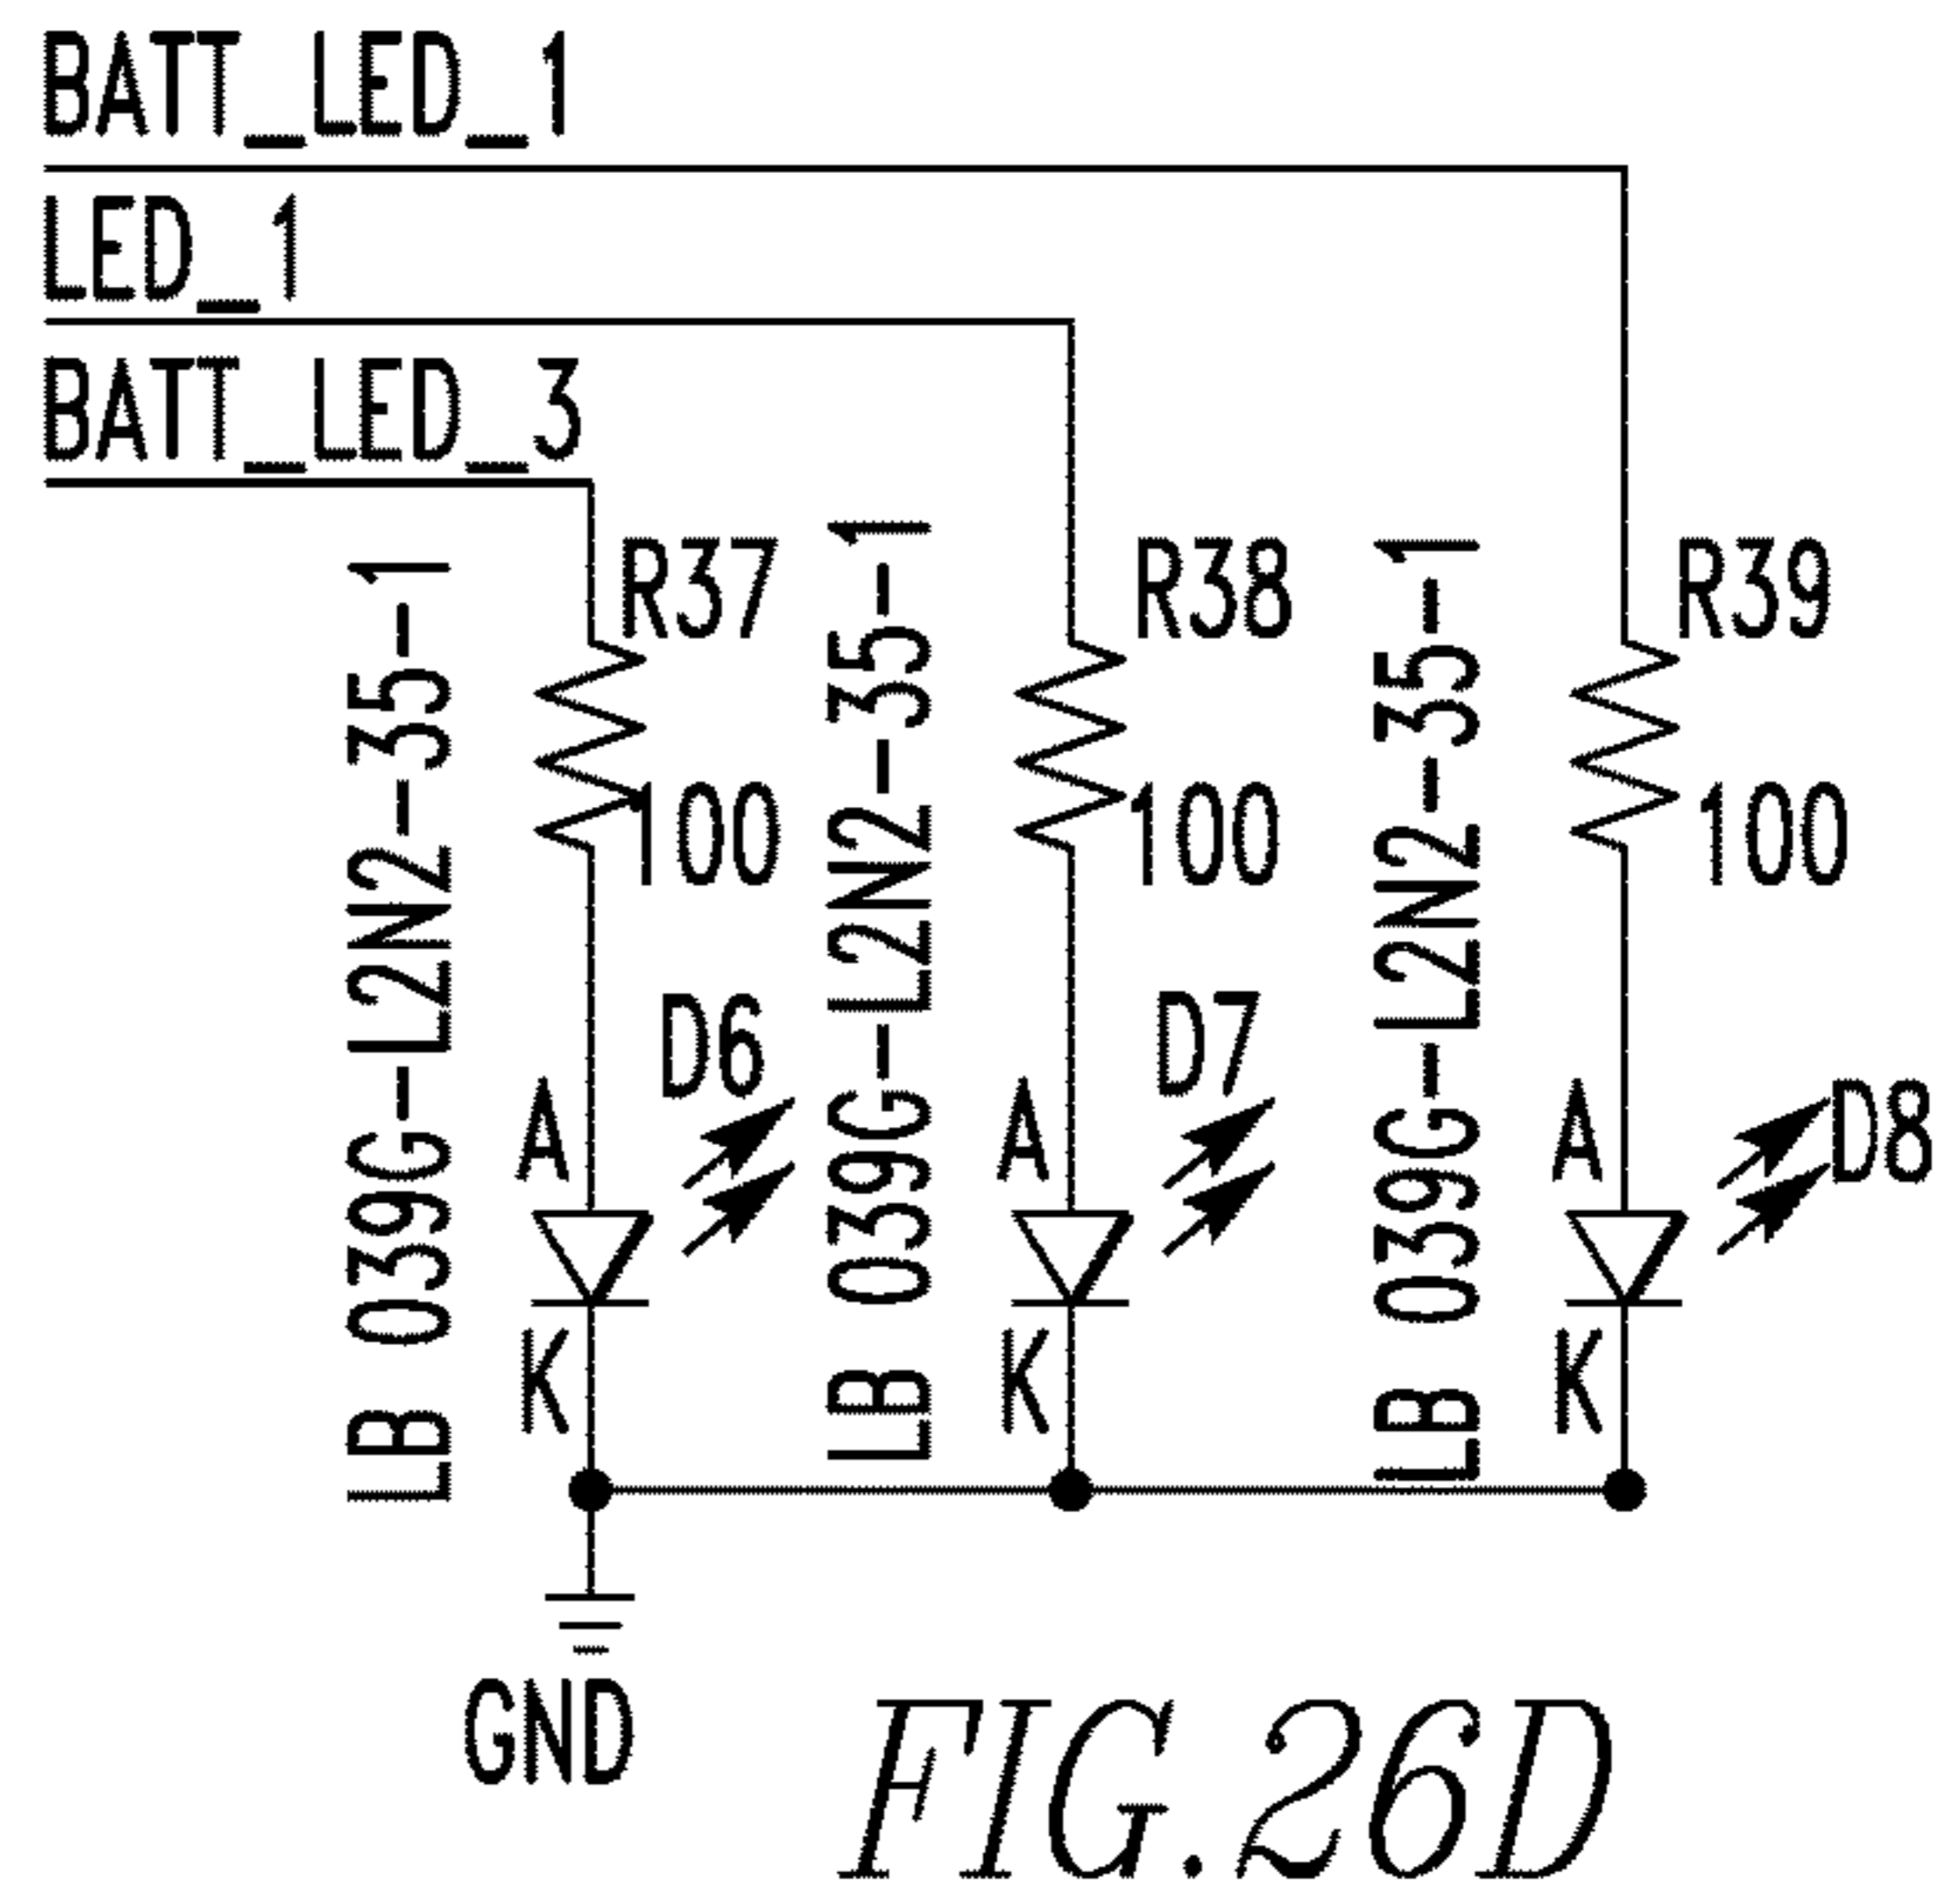 BATT_LED_1
LED_1
BATT_LED_3
R37
R38
R39
100
100
100
LB 039G-L2N2-35-1
LB 039G-L2N2-35-1
LB 039G-L2N2-35-1
D6
D7
D8
A
A
A
K
K
K
GND
FIG.26D